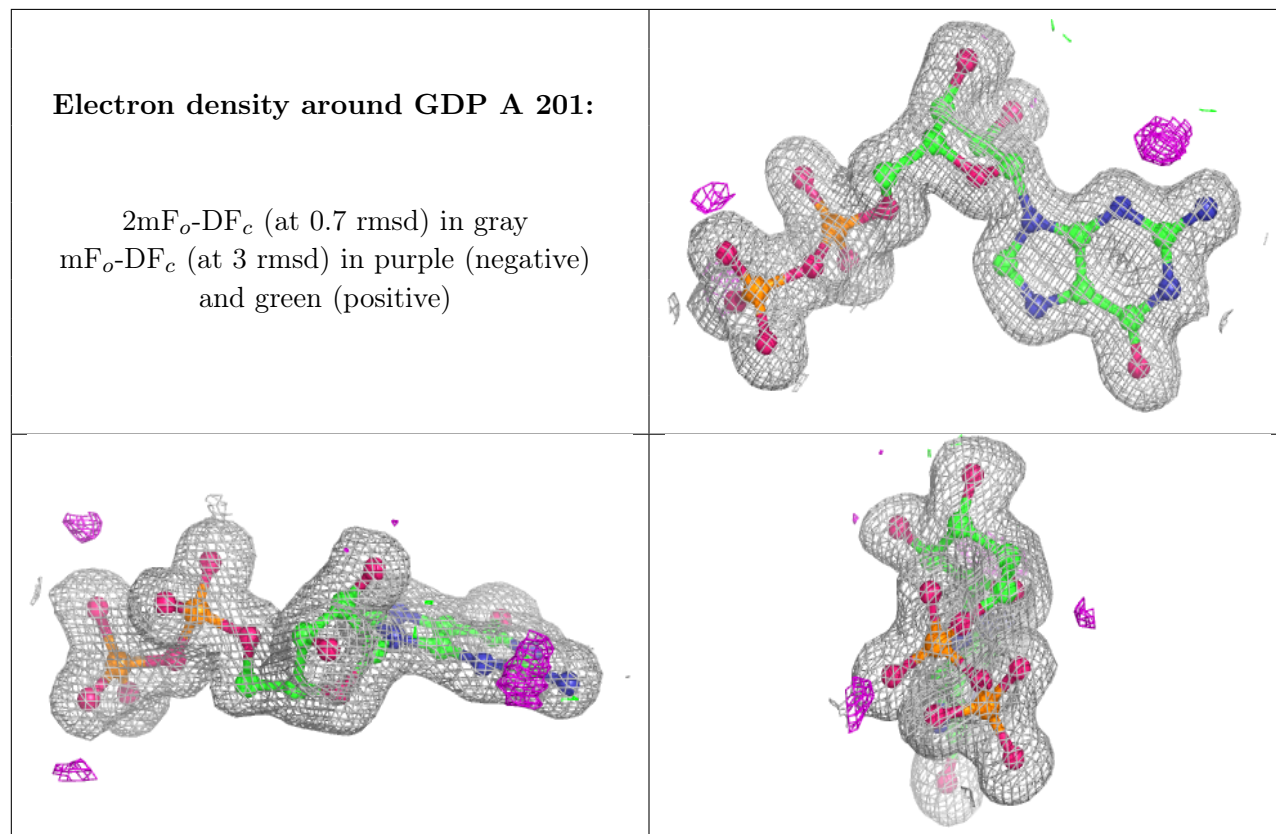 Electron density around GDP A 201:
2mFo-DFc (at 0.7 rmsd) in gray
mFo-DFc (at 3 rmsd) in purple (negative)
and green (positive)